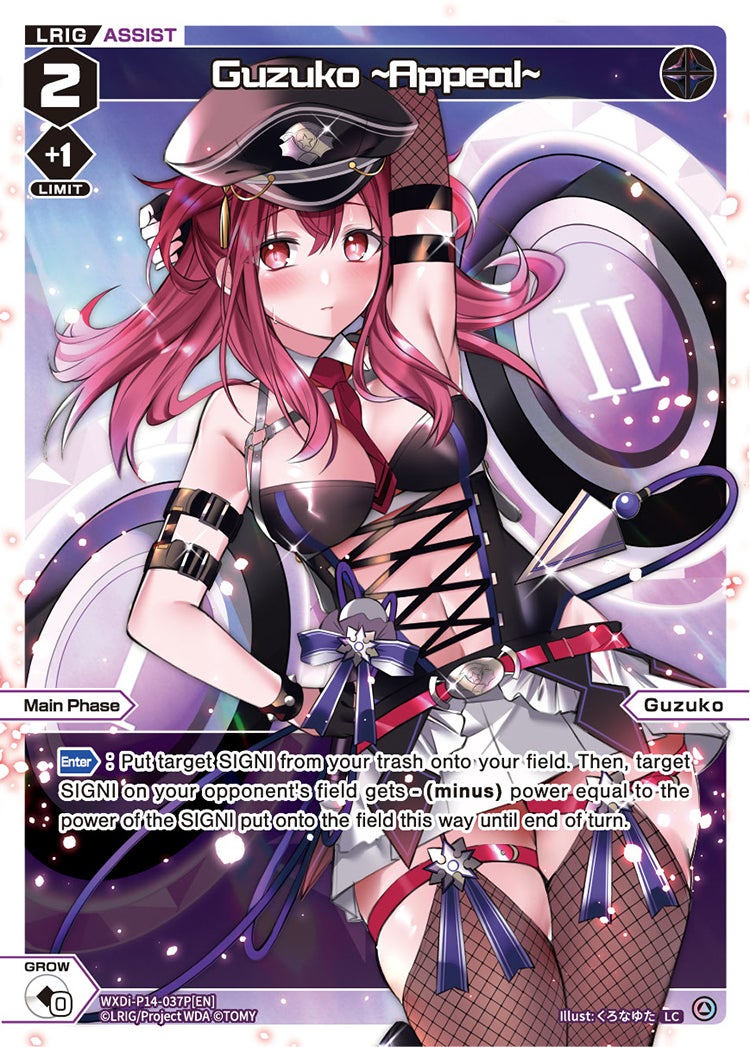 LRIG ASSIST
2
Guzuko ~Appeal~
+1
LIMIT
II
Main Phase
Guzuko
Enter : Put target SIGNI from your trash onto your field. Then, target
SIGNI on your opponent's field gets - (minus) power equal to the
power of the SIGNI put onto the field this way until end of turn.
GROW
0
WXDi-P14-037P[EN]
©LRIG/Project WDA ©TOMY
Illust: くろなゆた LC